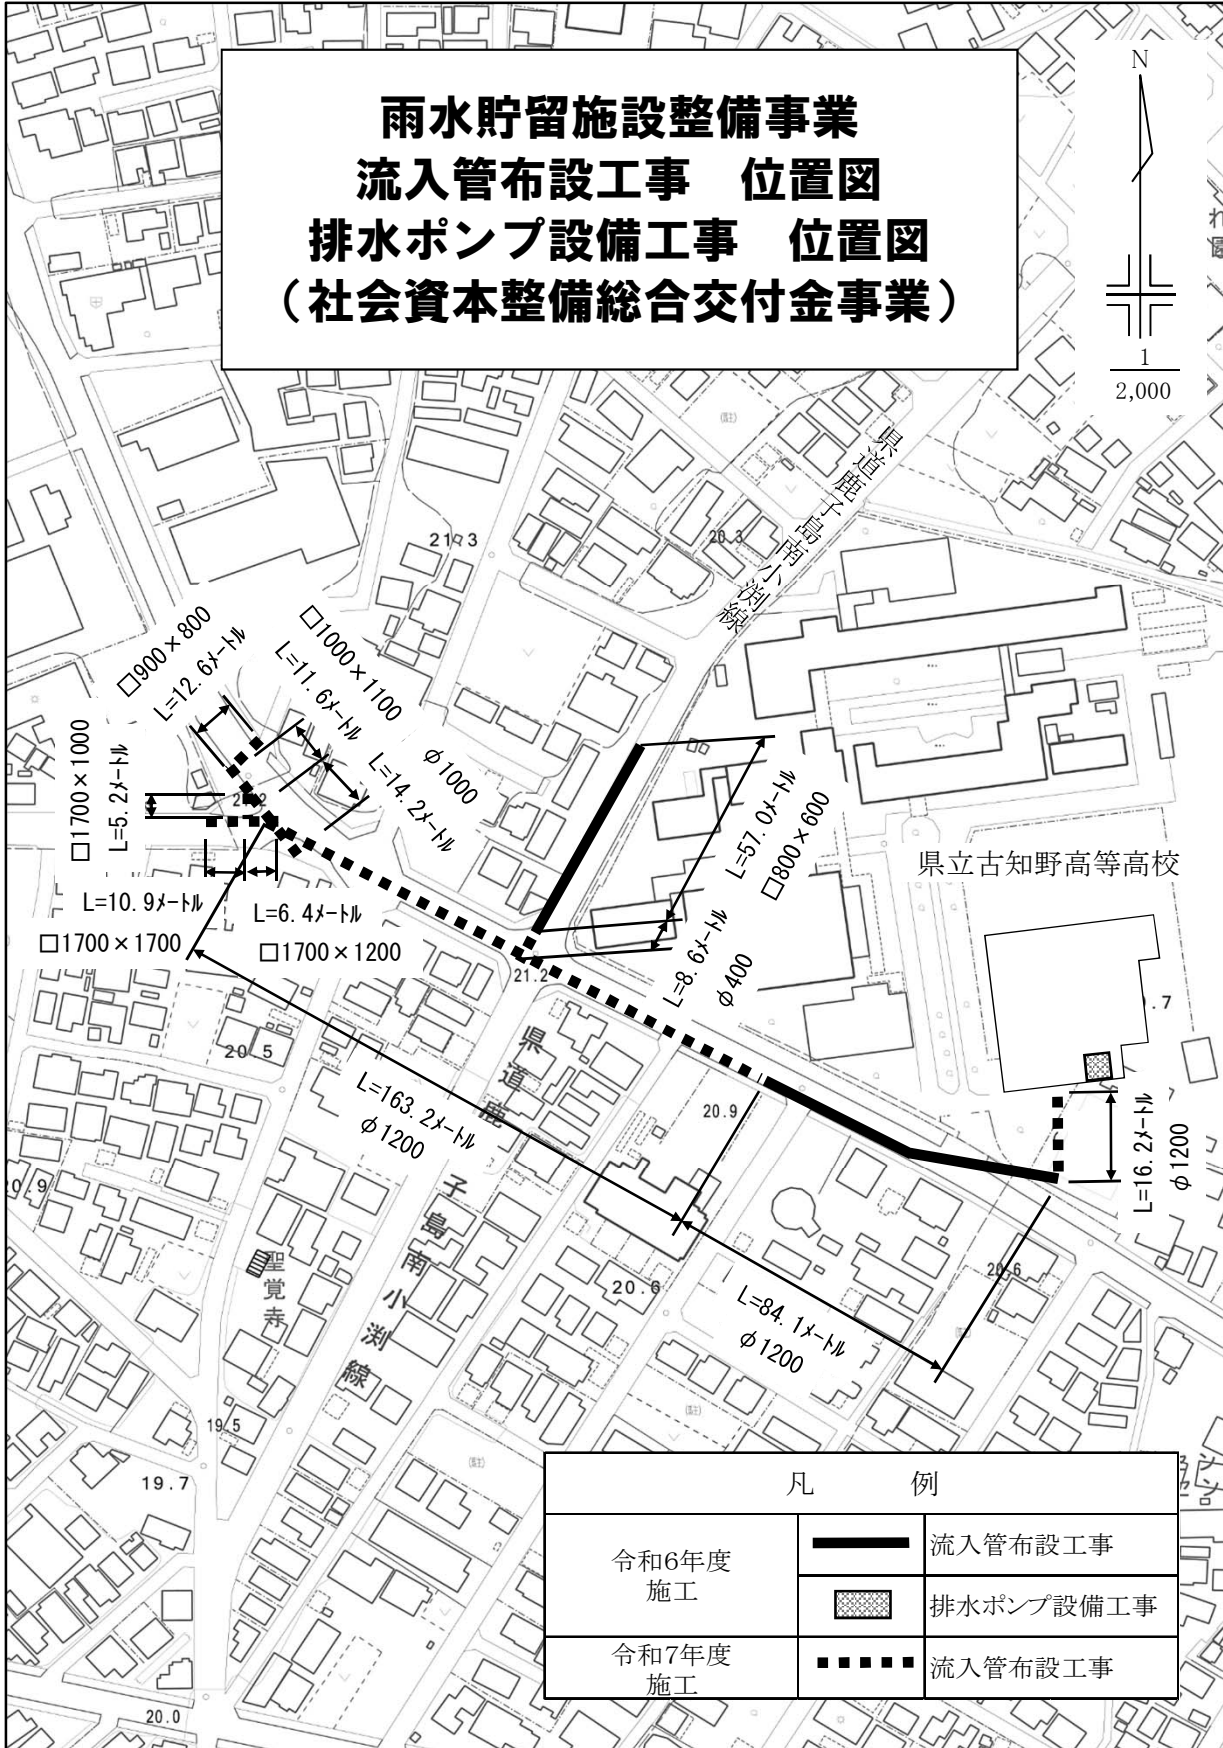 雨水貯留施設整備事業
流入管布設工事　位置図
排水ポンプ設備工事　位置図
（社会資本整備総合交付金事業）
N
1
2,000
県道鹿子島南小渕線
20.3
□900×800
L=12.6メートル
□1000×1100
L=11.6メートル
φ1000
L=14.2メートル
□1700×1000
L=5.2メートル
L=10.9メートル
□1700×1700
L=6.4メートル
□1700×1200
L=57.0メートル
□800×600
L=8.6メートル
φ400
県立古知野高等高校
21.2
20.5
県道鹿子島南小渕線
L=163.2メートル
φ1200
20.9
L=16.2メートル
φ1200
20.9
聖覚寺
20.6
20.6
L=84.1メートル
φ1200
19.5
19.7
20.0
凡　例
令和6年度
施工
流入管布設工事
排水ポンプ設備工事
令和7年度
施工
流入管布設工事